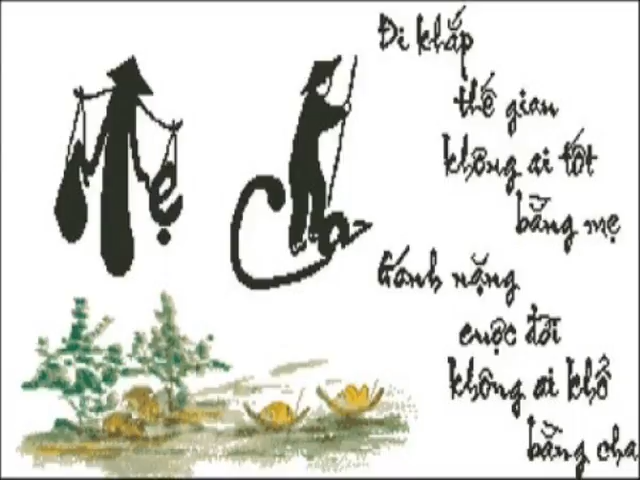 Mẹ Cha
Đi khắp
thế gian
không ai tốt
bằng mẹ
Gánh nặng
cuộc đời
không ai khổ
bằng cha